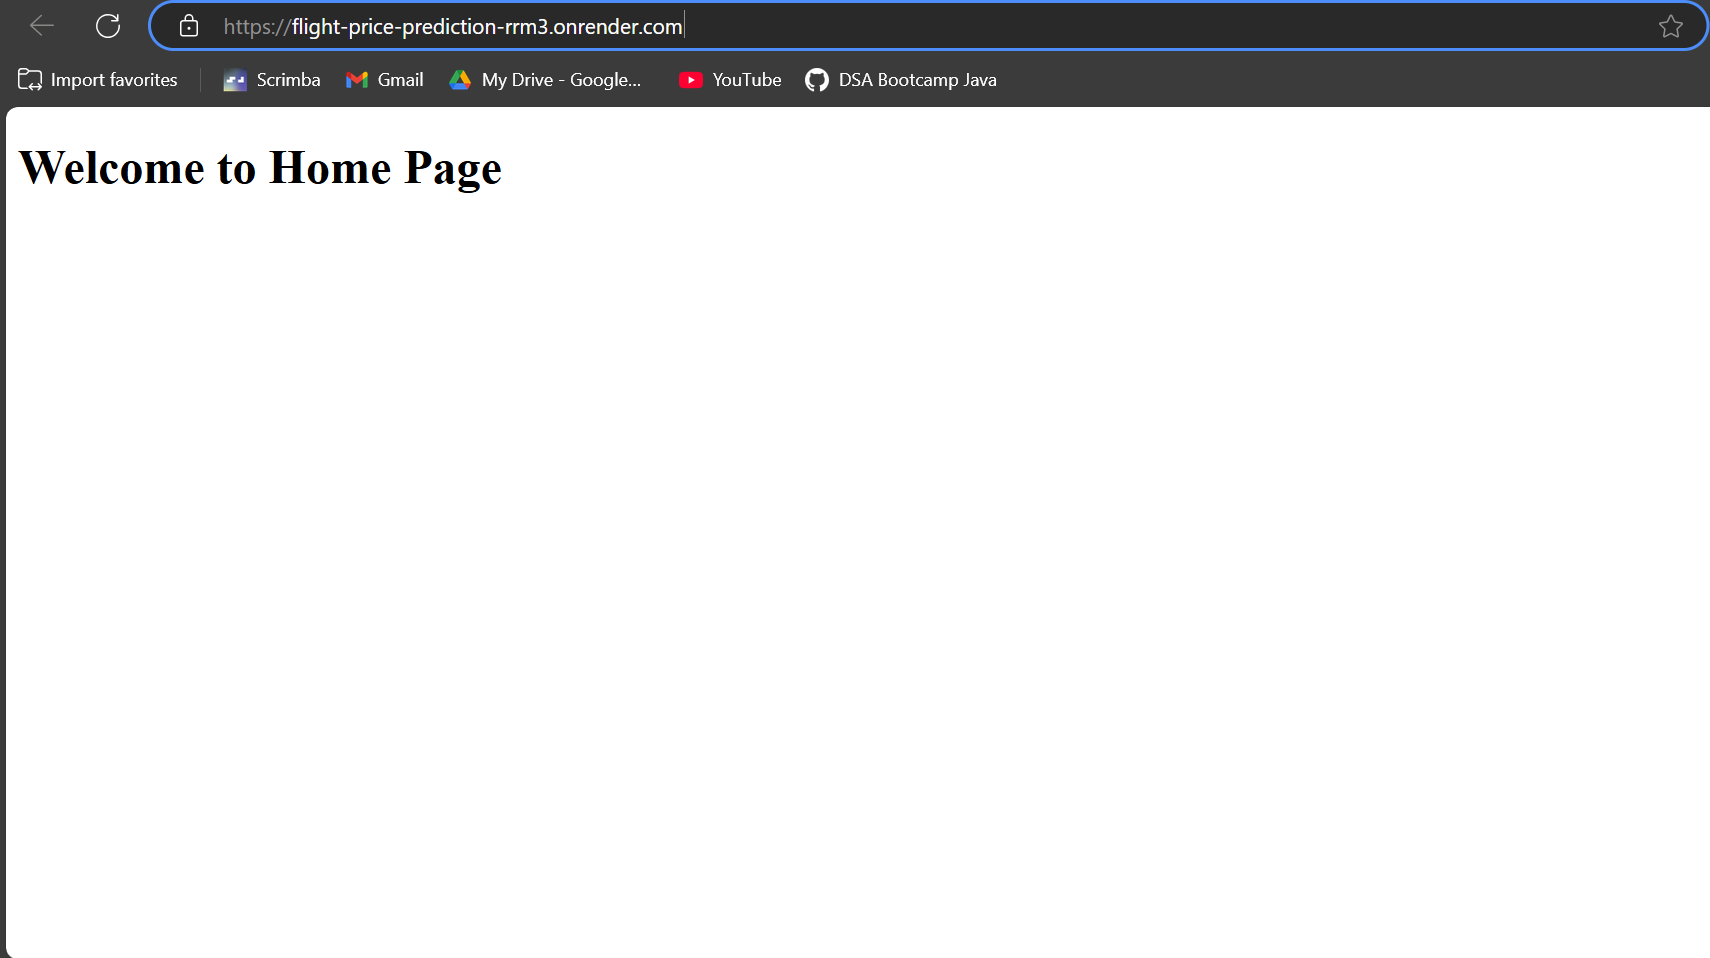 https://flight-price-prediction-rrm3.onrender.com
Import favorites Scrimba Gmail My Drive - Google... YouTube DSA Bootcamp Java
Welcome to Home Page